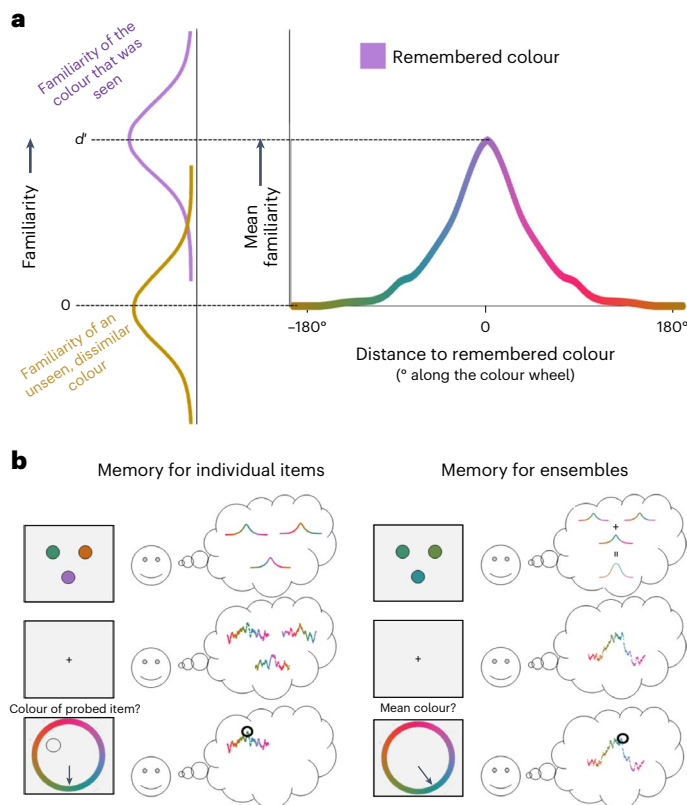 a
Familiarity of the
colour that was
seen
Remembered colour
d′
Familiarity
Mean
familiarity
0
Familiarity of an
unseen, dissimilar
colour
–180°
0
180°
Distance to remembered colour
(° along the colour wheel)
b
Memory for individual items
Memory for ensembles
+
=
+
+
Colour of probed item?
Mean colour?